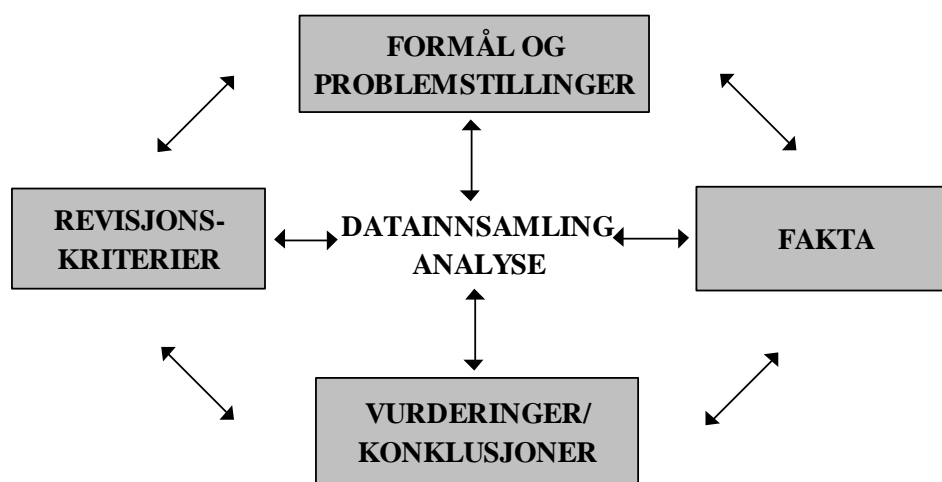 FORMÅL OG
PROBLEMSTILLINGER
REVISJONS-
KRITERIER
DATAINNSAMLING
ANALYSE
FAKTA
VURDERINGER/
KONKLUSJONER